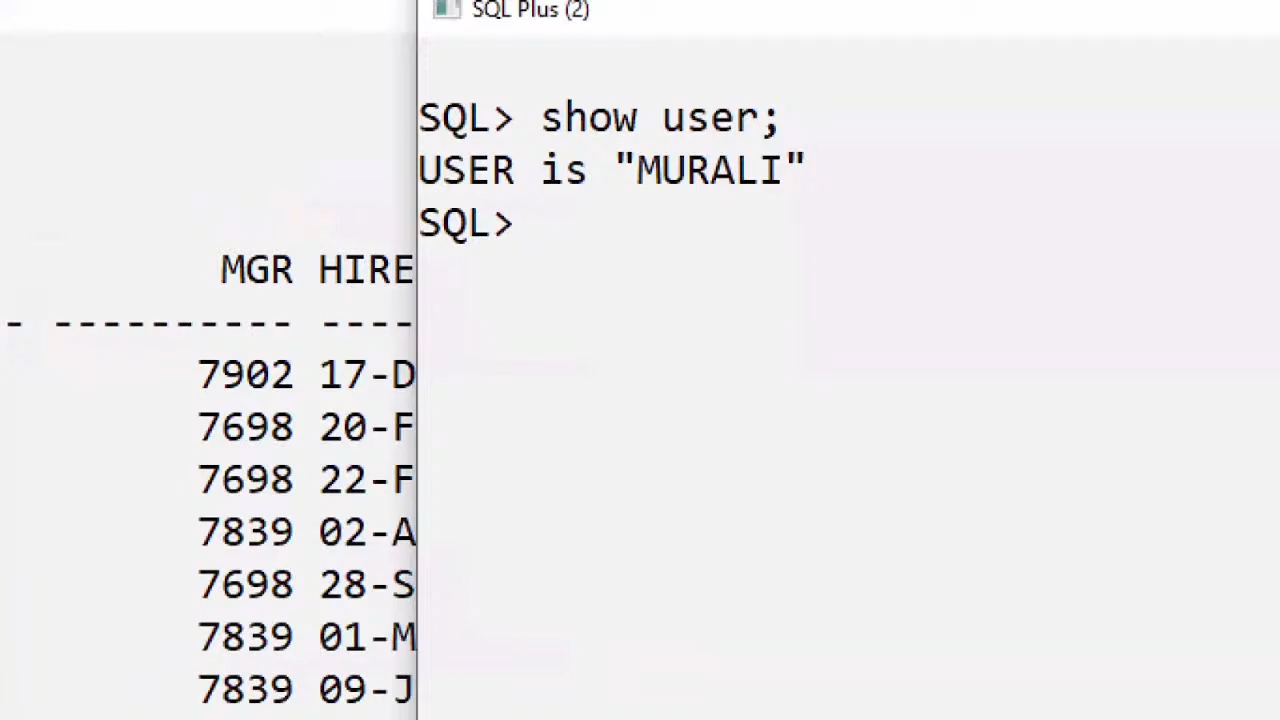 SQL Plus (2)
SQL> show user;
USER is "MURALI"
SQL>
MGR HIRE
- ---------- ----
7902 17-D
7698 20-F
7698 22-F
7839 02-A
7698 28-S
7839 01-M
7839 09-J